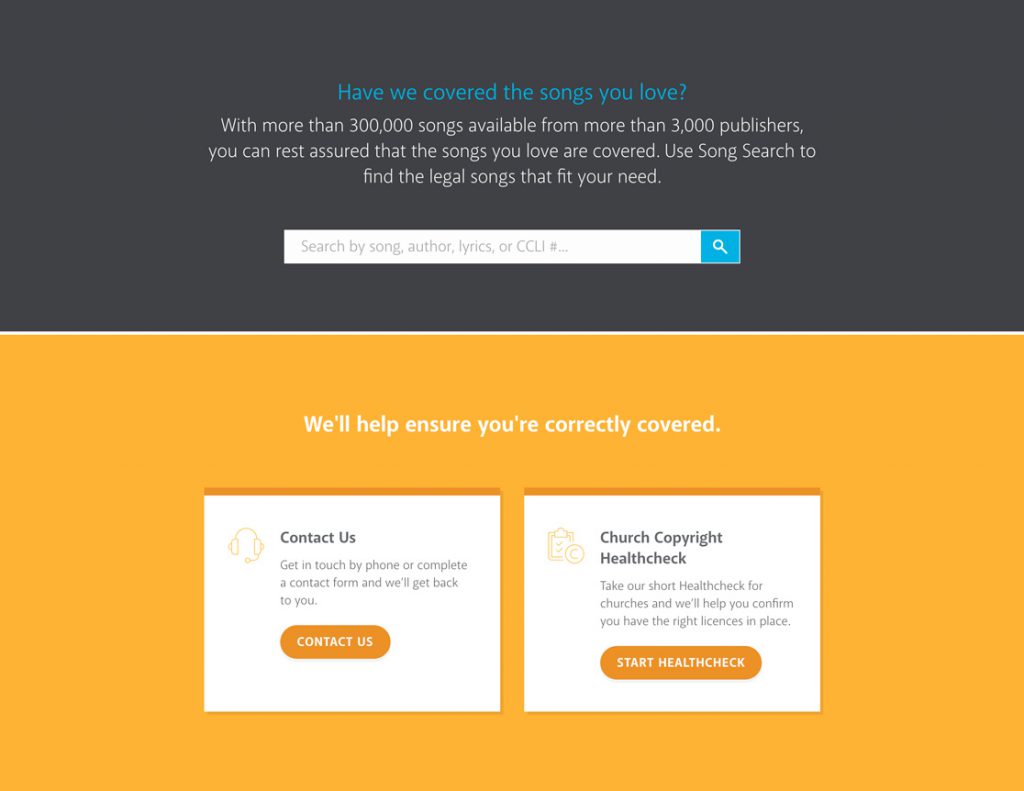 Have we covered the songs you love?
With more than 300,000 songs available from more than 3,000 publishers,
you can rest assured that the songs you love are covered. Use Song Search to
find the legal songs that fit your need.
Search by song, author, lyrics, or CCLI #...
We'll help ensure you're correctly covered.
Contact Us
Get in touch by phone or complete
a contact form and we’ll get back
to you.
CONTACT US
Church Copyright
Healthcheck
Take our short Healthcheck for
churches and we’ll help you confirm
you have the right licences in place.
START HEALTHCHECK